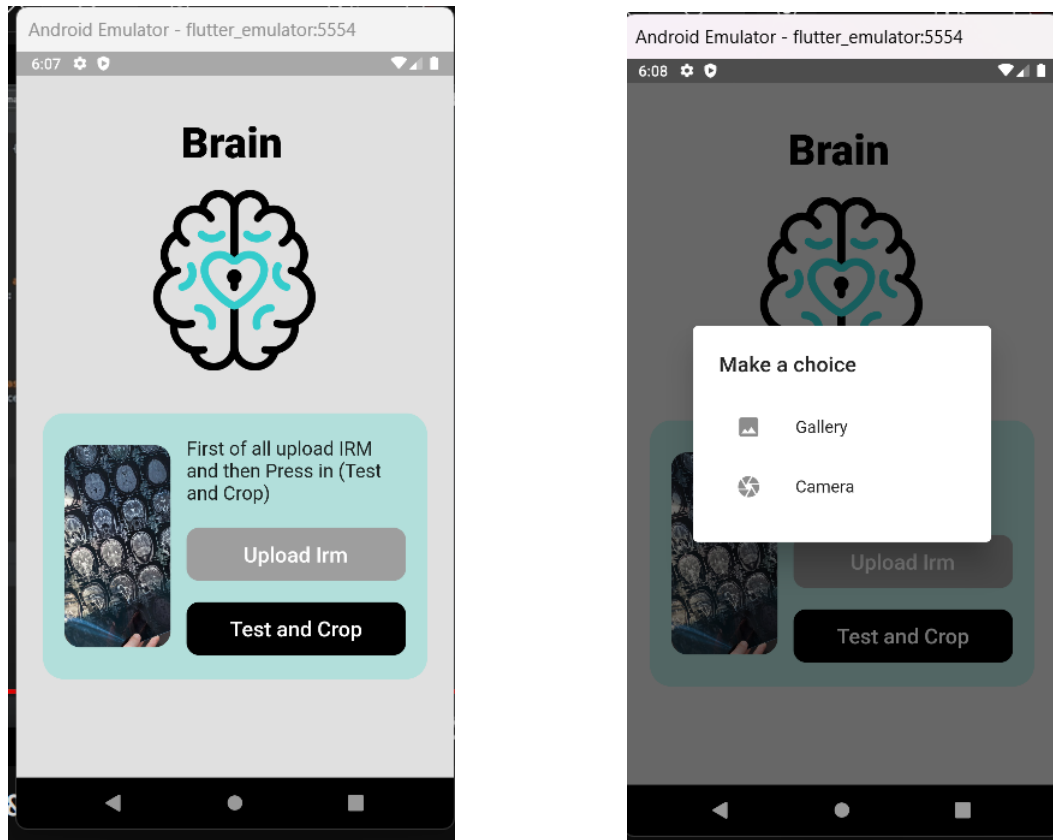 Android Emulator - flutter_emulator:5554
6:07
Brain
First of all upload IRM
and then Press in (Test
and Crop)
Upload Irm
Test and Crop
Android Emulator - flutter_emulator:5554
6:08
Brain
Make a choice
Gallery
Camera
Upload Irm
Test and Crop